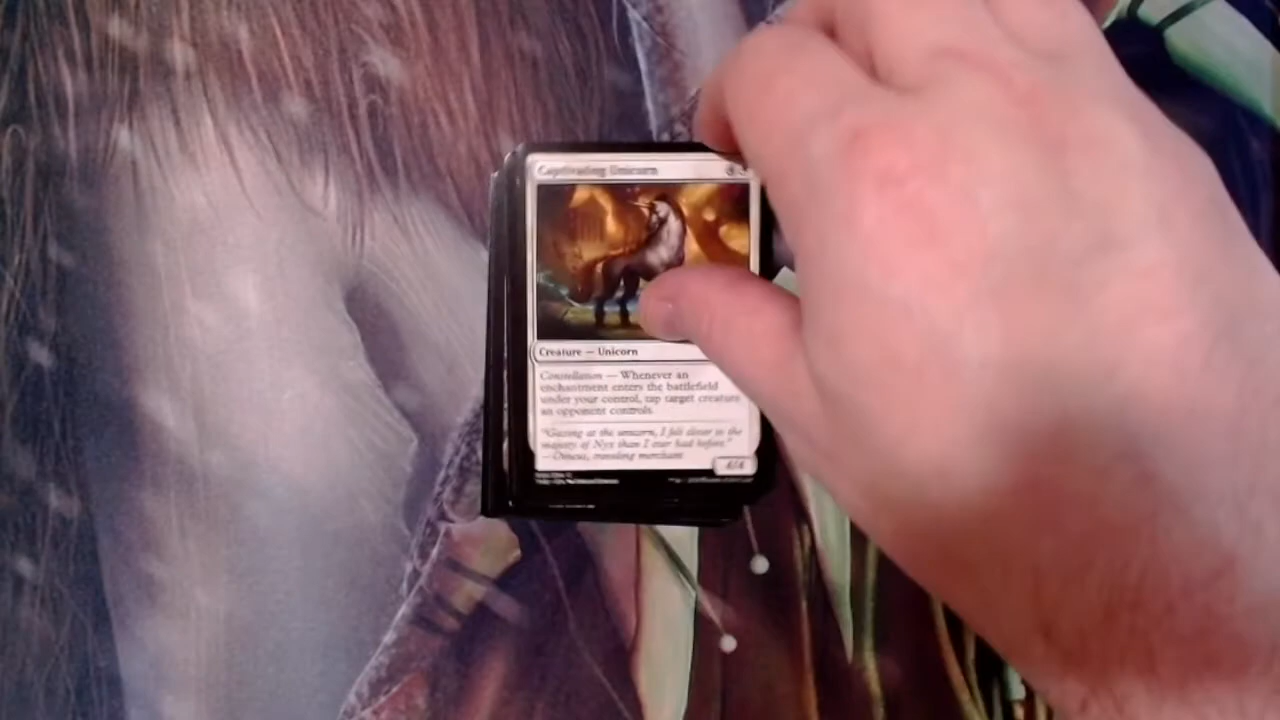 Captivating Unicorn
Creature — Unicorn
Constellation — Whenever an
enchantment enters the battlefield
under your control, tap target creature
an opponent controls.
"Gazing at the unicorn, I felt closer to the
majesty of Nyx than I ever had before."
traveling merchant
4/4